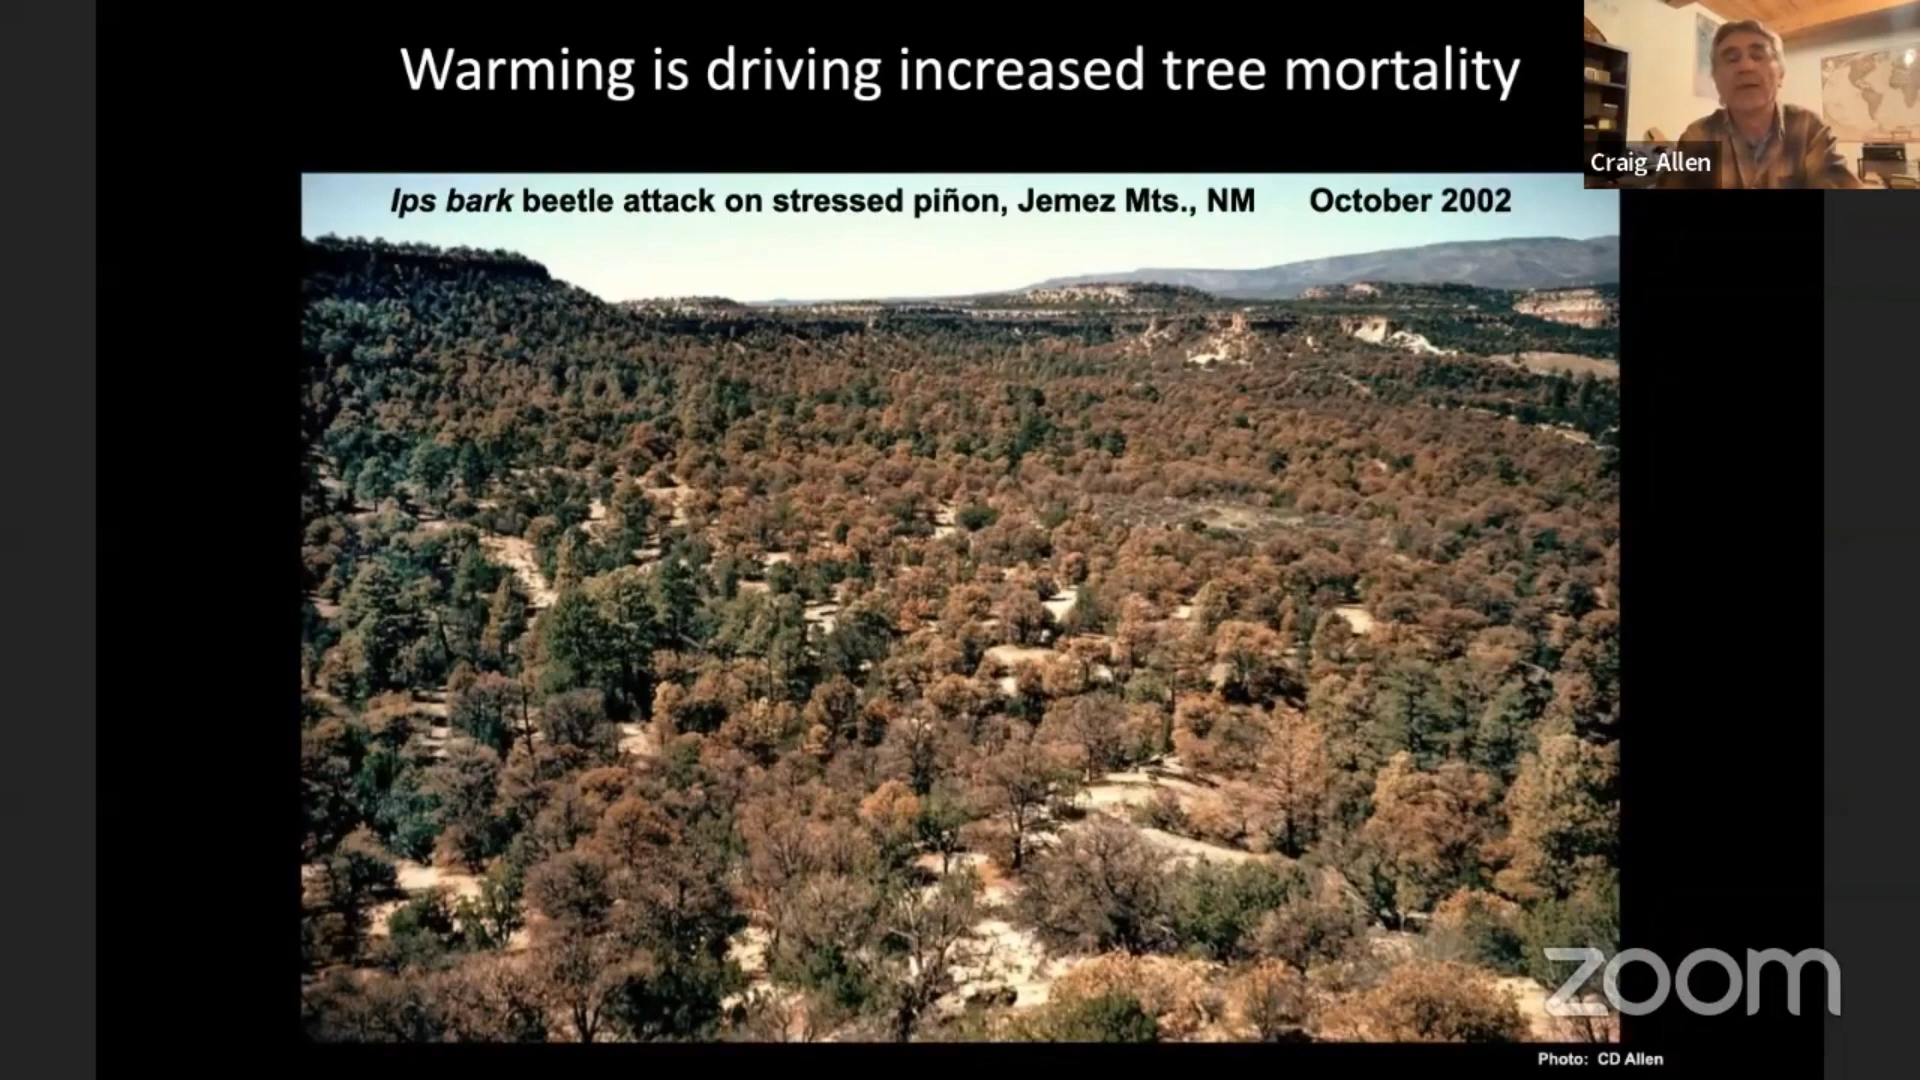 Warming is driving increased tree mortality
Craig Allen
Ips bark beetle attack on stressed piñon, Jemez Mts., NM October 2002
zoom
Photo: CD Allen